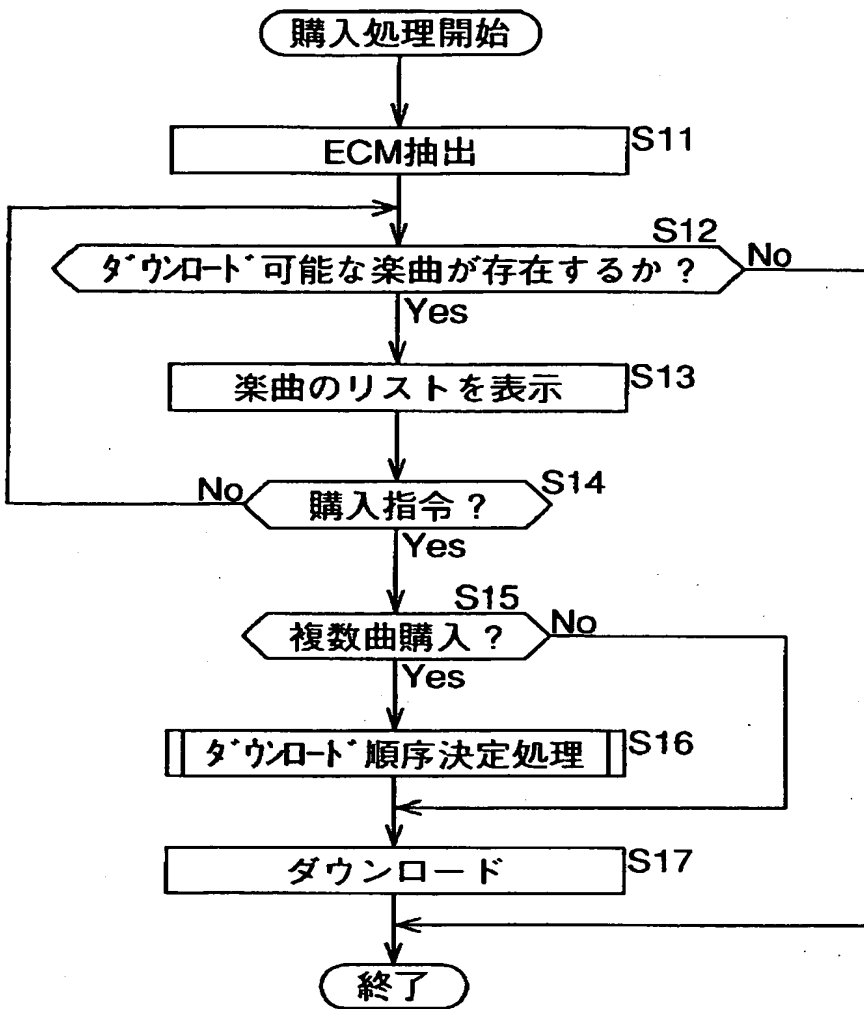 購入処理開始
ECM抽出
S11
S12
ダウンロード可能な楽曲が存在するか？
No
Yes
楽曲のリストを表示
S13
No
購入指令？
S14
Yes
S15
複数曲購入？
No
Yes
ダウンロード順序決定処理
S16
ダウンロード
S17
終了